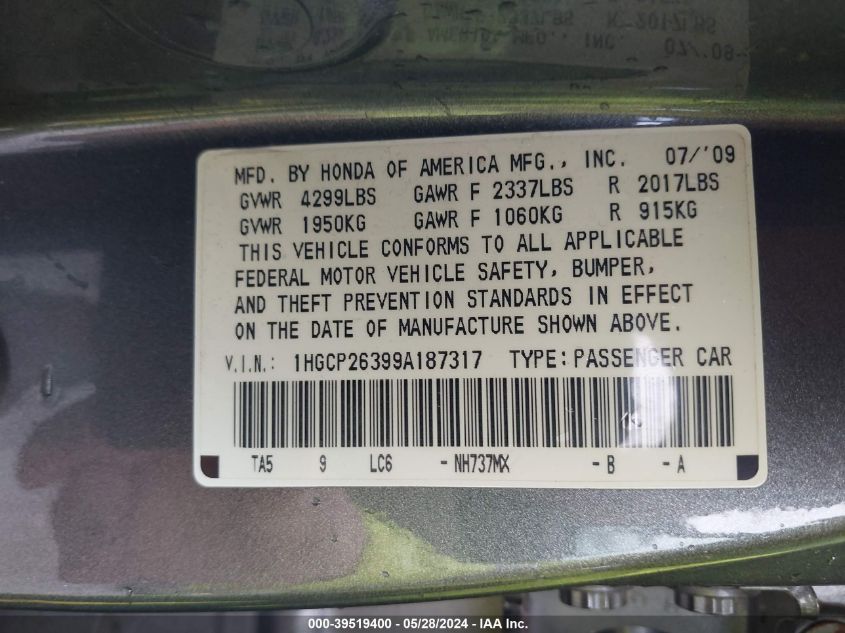 MFD. BY HONDA OF AMERICA MFG., INC. 07/'09
GVWR 4299LBS GAWR F 2337LBS R 2017LBS
GVWR 1950KG GAWR F 1060KG R 915KG
THIS VEHICLE CONFORMS TO ALL APPLICABLE
FEDERAL MOTOR VEHICLE SAFETY, BUMPER,
AND THEFT PREVENTION STANDARDS IN EFFECT
ON THE DATE OF MANUFACTURE SHOWN ABOVE.
V.I.N.: 1HGCP26399A187317 TYPE:PASSENGER CAR
TA5 9 LC6 -NH737MX -B -A
000-39519400 - 05/28/2024 - IAA Inc.